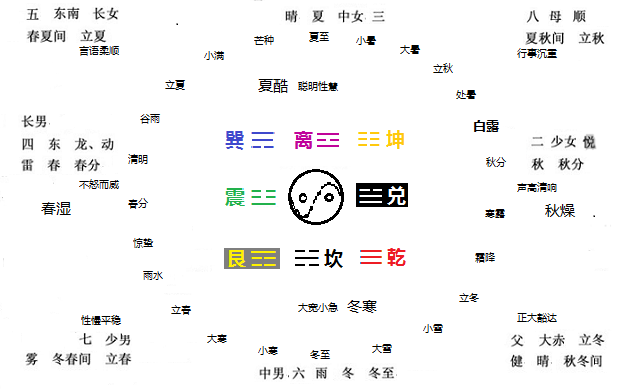 五 东南 长女
春夏间 立夏
言语柔顺
晴 夏 中女 三
八 母 顺
夏秋间 立秋
行事沉重
芒种
夏至
小暑
小满
大暑
立夏
夏酷
聪明性慧
立秋
处暑
长男
四 东 龙、动
雷 春 春分
不怒而威
谷雨
清明
春分
春湿
惊蛰
雨水
巽 ☴
离 ☲
☷ 坤
震 ☳
☱ 兑
艮 ☶
☵ 坎
☰ 乾
白露
秋分
二 少女 悦
秋 秋分
声高清响
寒露
秋燥
霜降
立春
大宽小急
冬寒
立冬
性慢平稳
七 少男
雾 冬春间 立春
大寒
小寒
冬至
大雪
小雪
中男 六 雨 冬 冬至
正大豁达
父 大赤 立冬
健 晴 秋冬间